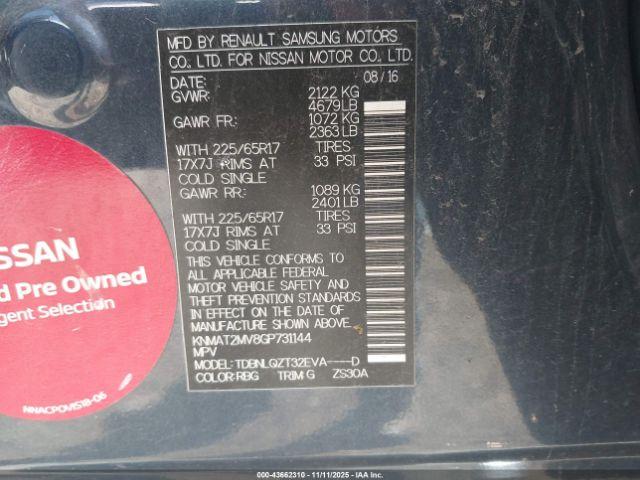 MFD BY RENAULT SAMSUNG MOTORS
CO., LTD. FOR NISSAN MOTOR CO., LTD.
DATE: 08/16
GVWR: 2122 KG
4679 LB
GAWR FR: 1072 KG
2363 LB
WITH 225/65R17 TIRES
17X7J RIMS AT 33 PSI
COLD SINGLE
GAWR RR: 1089 KG
2401 LB
WITH 225/65R17 TIRES
17X7J RIMS AT 33 PSI
COLD SINGLE
THIS VEHICLE CONFORMS TO
ALL APPLICABLE FEDERAL
MOTOR VEHICLE SAFETY AND
THEFT PREVENTION STANDARDS
IN EFFECT ON THE DATE OF
MANUFACTURE SHOWN ABOVE.
KNMAT2MV8GP731144
MPV
MODEL: TDBNLQZT32EVA----D
COLOR: RBG TRIM: G ZS30A
SSAN
d Pre Owned
gent Selection
NNACPOVIS18-06
000-43662310 - 11/11/2025 - IAA Inc.